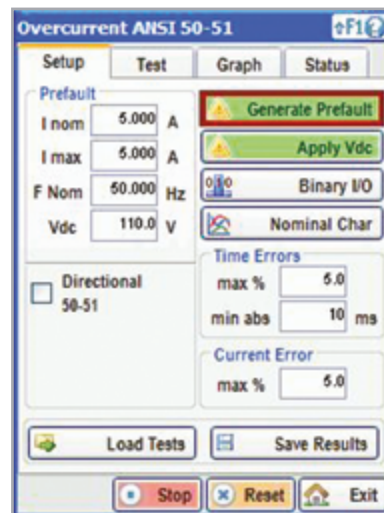 Overcurrent ANSI 50-51 F1
Setup Test Graph Status
Prefault
I nom 5.000 A
I max 5.000 A
F Nom 50.000 Hz
Vdc 110.0 V
Directional
50-51
Generate Prefault
Apply Vdc
Binary I/O
Nominal Char
Time Errors
max % 5.0
min abs 10 ms
Current Error
max % 5.0
Load Tests Save Results
Stop Reset Exit